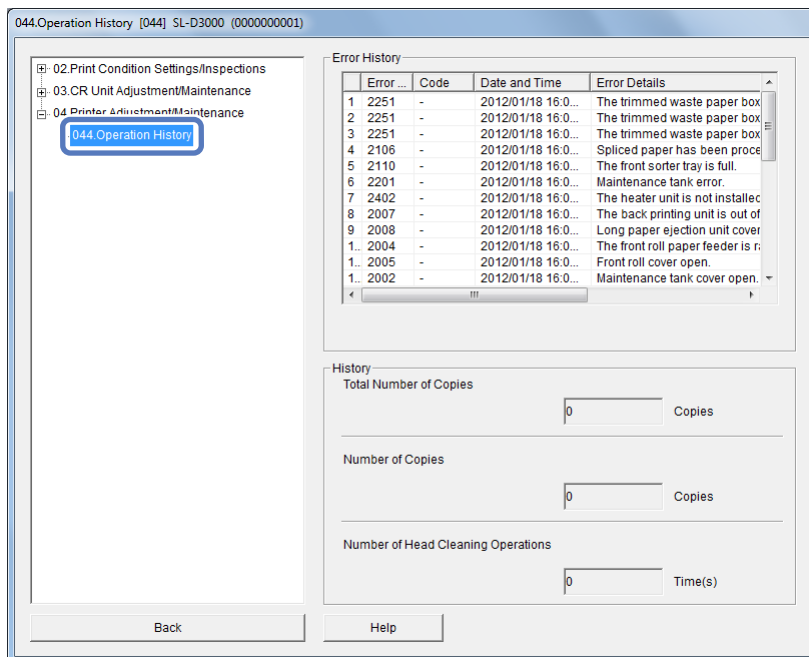 044.Operation History [044] SL-D3000 (0000000001)
02.Print Condition Settings/Inspections
03.CR Unit Adjustment/Maintenance
04.Printer Adjustment/Maintenance
044.Operation History
Back
Error History
Error ... Code Date and Time Error Details
1 2251 - 2012/01/18 16:0... The trimmed waste paper box
2 2251 - 2012/01/18 16:0... The trimmed waste paper box
3 2251 - 2012/01/18 16:0... The trimmed waste paper box
4 2106 - 2012/01/18 16:0... Spliced paper has been proce
5 2110 - 2012/01/18 16:0... The front sorter tray is full.
6 2201 - 2012/01/18 16:0... Maintenance tank error.
7 2402 - 2012/01/18 16:0... The heater unit is not installed
8 2007 - 2012/01/18 16:0... The back printing unit is out of
9 2008 - 2012/01/18 16:0... Long paper ejection unit cover
1.. 2004 - 2012/01/18 16:0... The front roll paper feeder is ra
1.. 2005 - 2012/01/18 16:0... Front roll cover open.
1.. 2002 - 2012/01/18 16:0... Maintenance tank cover open.
History
Total Number of Copies
0 Copies
Number of Copies
0 Copies
Number of Head Cleaning Operations
0 Time(s)
Help